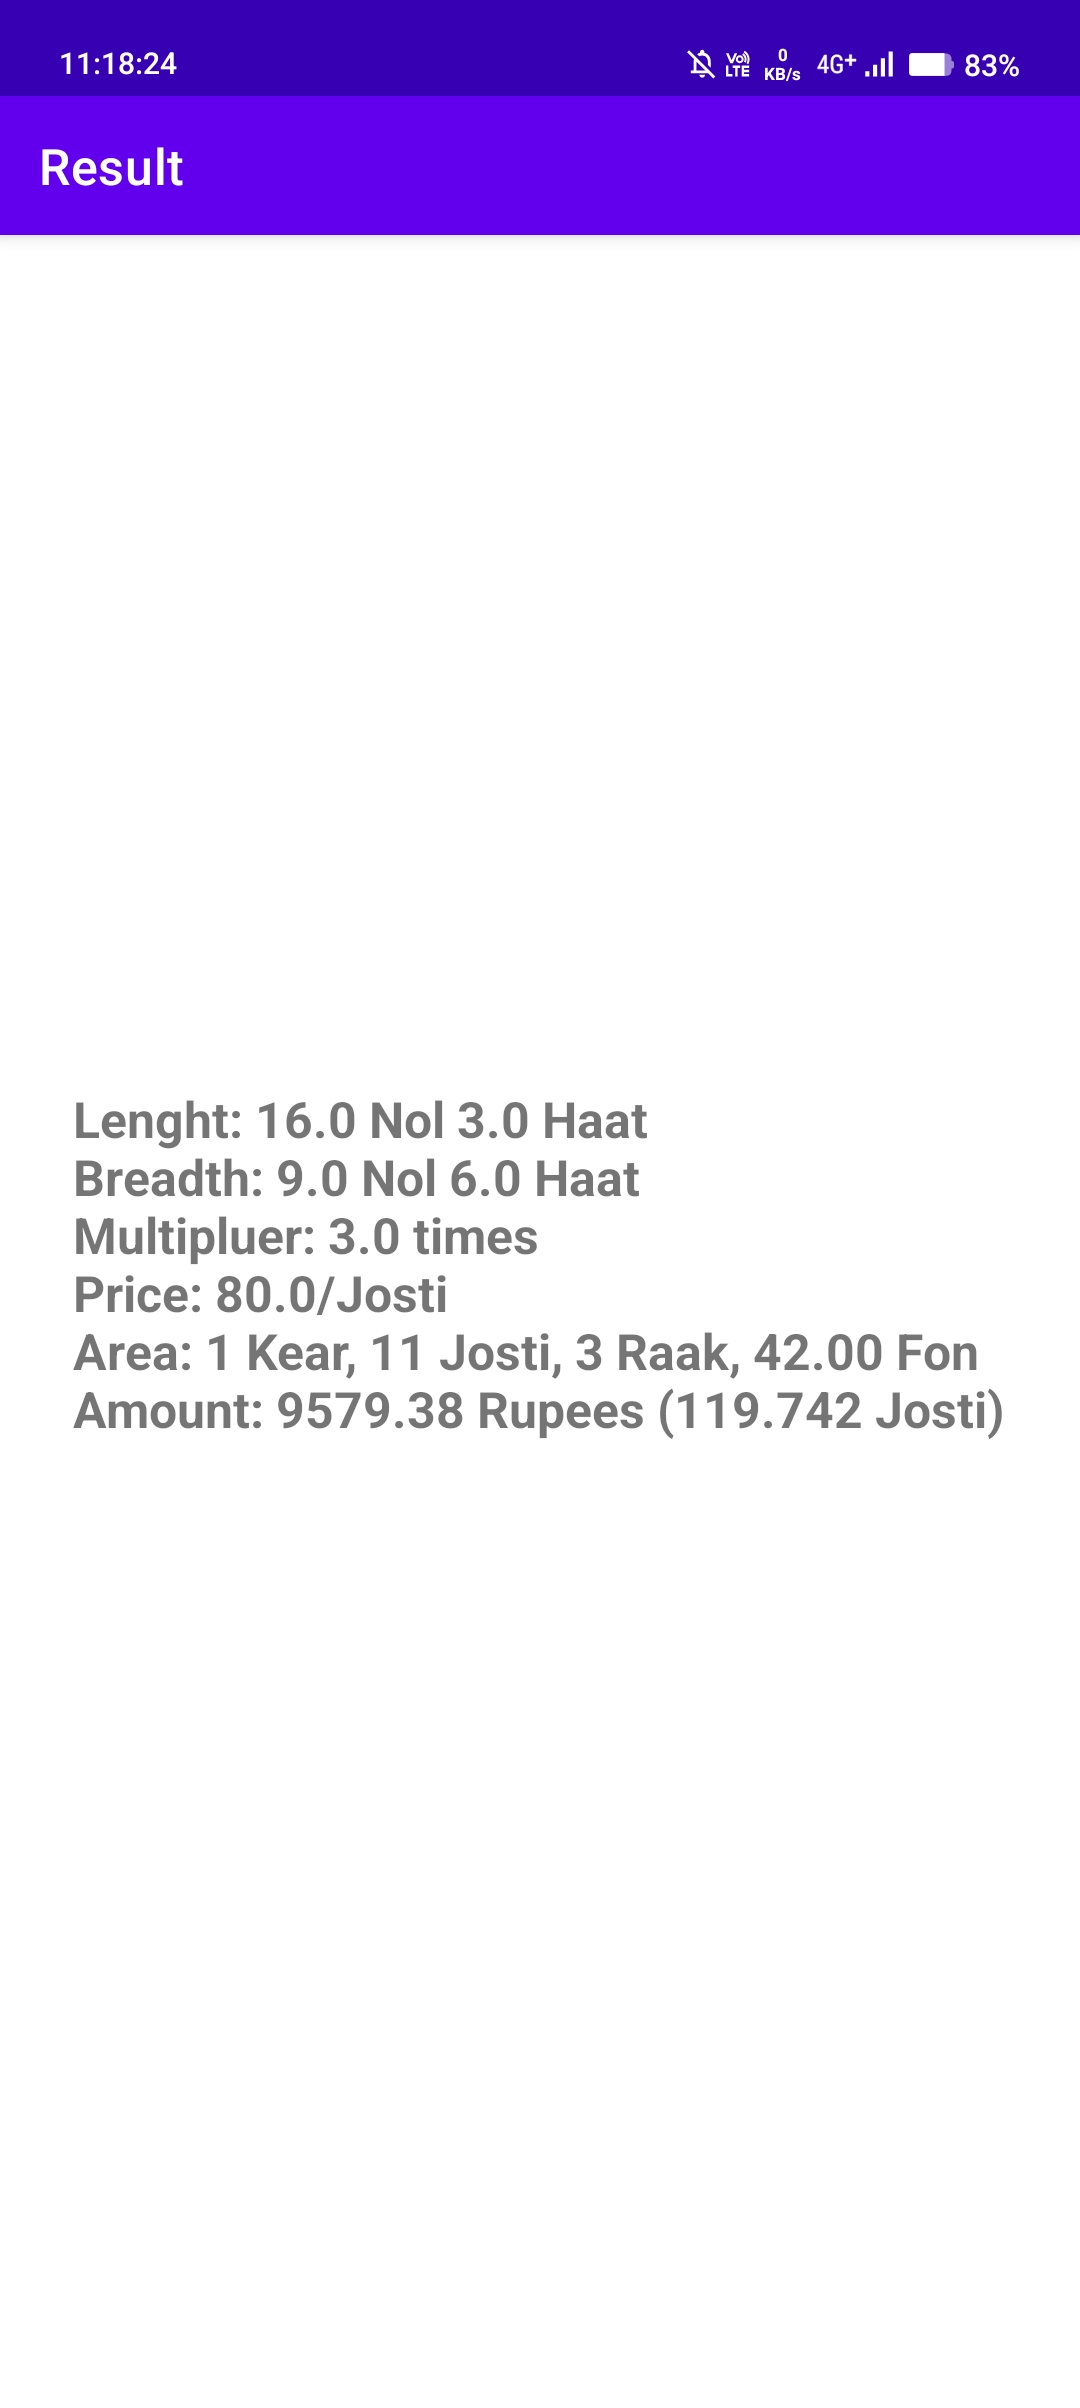 11:18:24 Vo) LTE 0 KB/s 4G+ 83%
Result
Lenght: 16.0 Nol 3.0 Haat
Breadth: 9.0 Nol 6.0 Haat
Multipluer: 3.0 times
Price: 80.0/Josti
Area: 1 Kear, 11 Josti, 3 Raak, 42.00 Fon
Amount: 9579.38 Rupees (119.742 Josti)